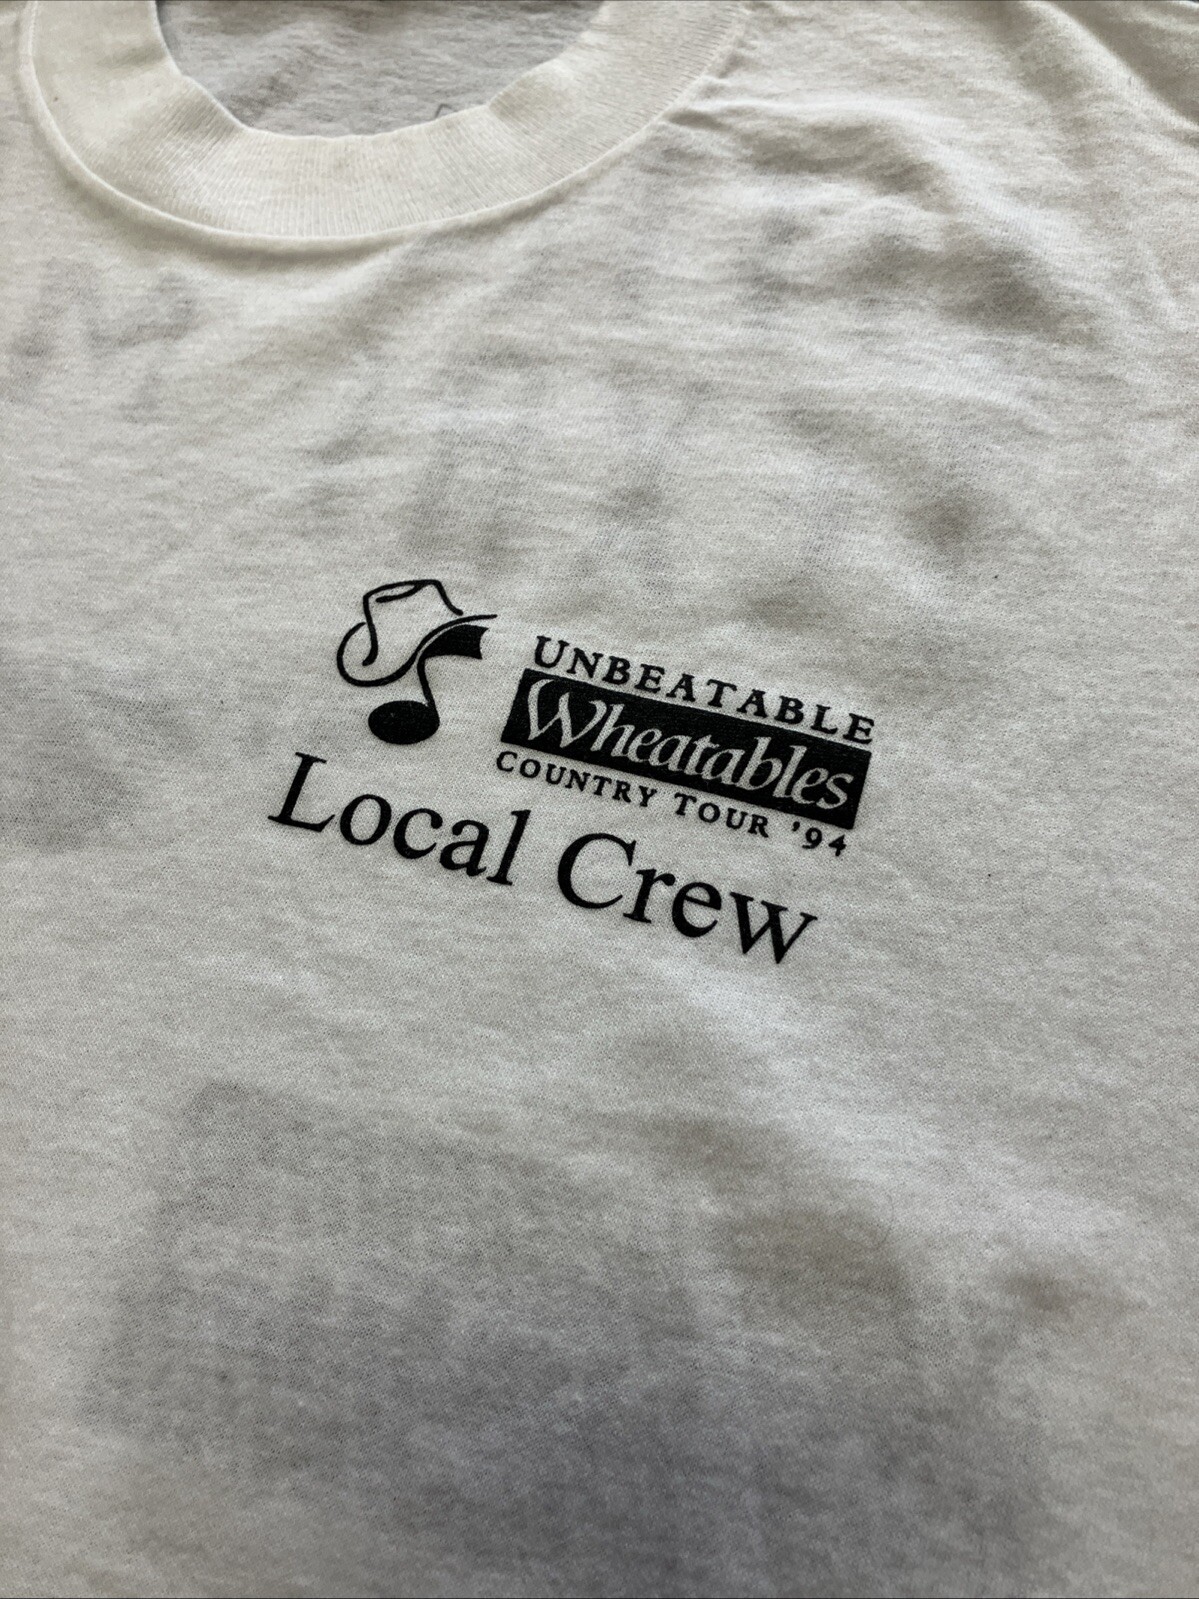 UNBEATABLE
Wheatables
COUNTRY TOUR '94
Local Crew